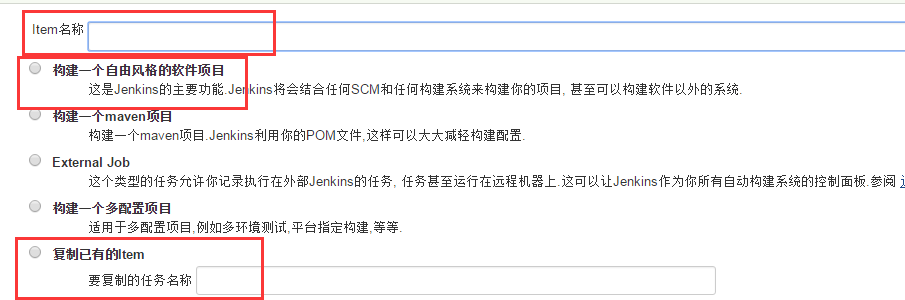 Item名称
构建一个自由风格的软件项目
这是Jenkins的主要功能.Jenkins将会结合任何SCM和任何构建系统来构建你的项目, 甚至可以构建软件以外的系统.
构建一个maven项目
构建一个maven项目.Jenkins利用你的POM文件,这样可以大大减轻构建配置.
External Job
这个类型的任务允许你记录执行在外部Jenkins的任务, 任务甚至运行在远程机器上.这可以让Jenkins作为你所有自动构建系统的控制面板.参阅
构建一个多配置项目
适用于多配置项目,例如多环境测试,平台指定构建,等等.
复制已有的Item
要复制的任务名称